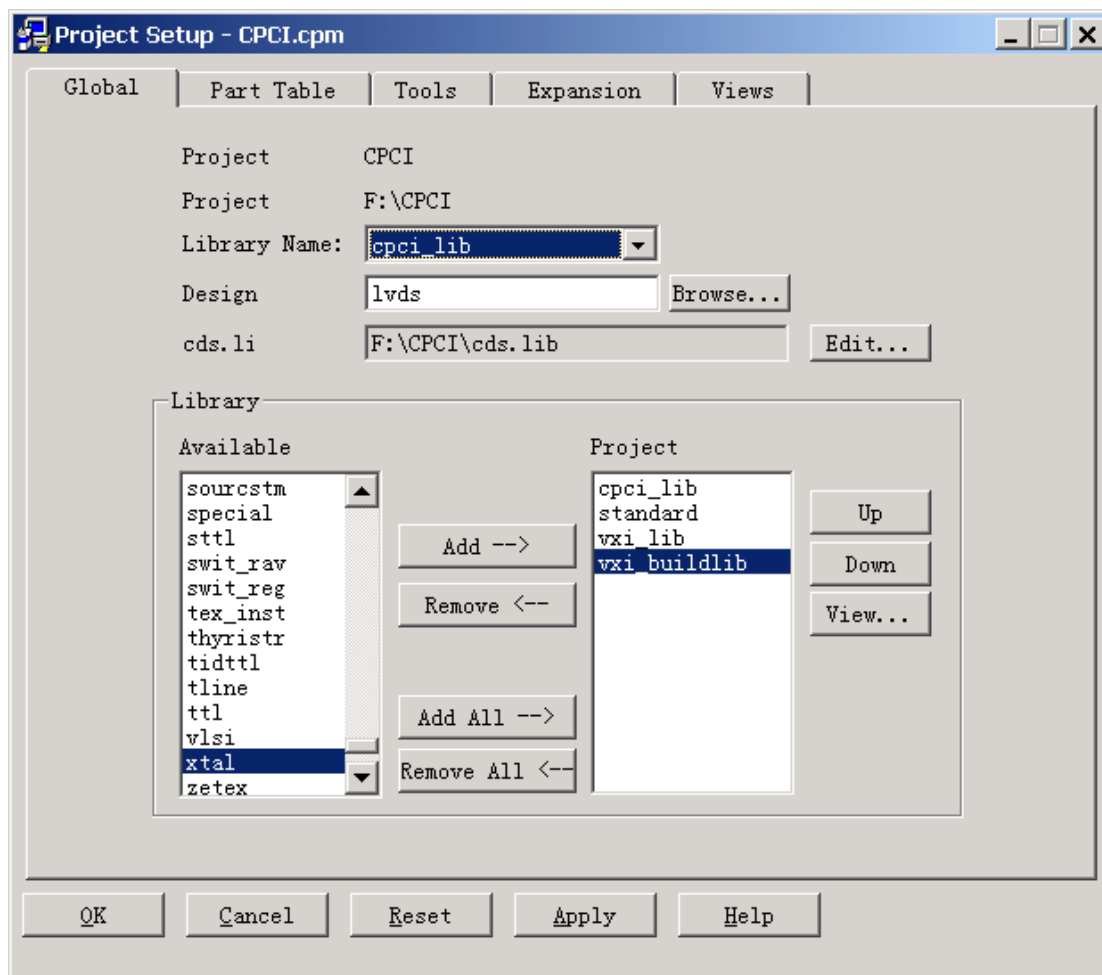 Project Setup - CPCI.cpm
Global Part Table Tools Expansion Views
Project CPCI
Project F:\CPCI
Library Name: cpci_lib
Design lvds Browse...
cds.li F:\CPCI\cds.lib Edit...
Library
Available
sourcstm
special
sttl
swit_rav
swit_reg
tex_inst
thyristr
tidttl
tline
ttl
vlsi
xtal
zetex
Add -->
Remove <--
Add All -->
Remove All <--
Project
cpci_lib
standard
vxi_lib
vxi_buildlib
Up
Down
View...
OK Cancel Reset Apply Help